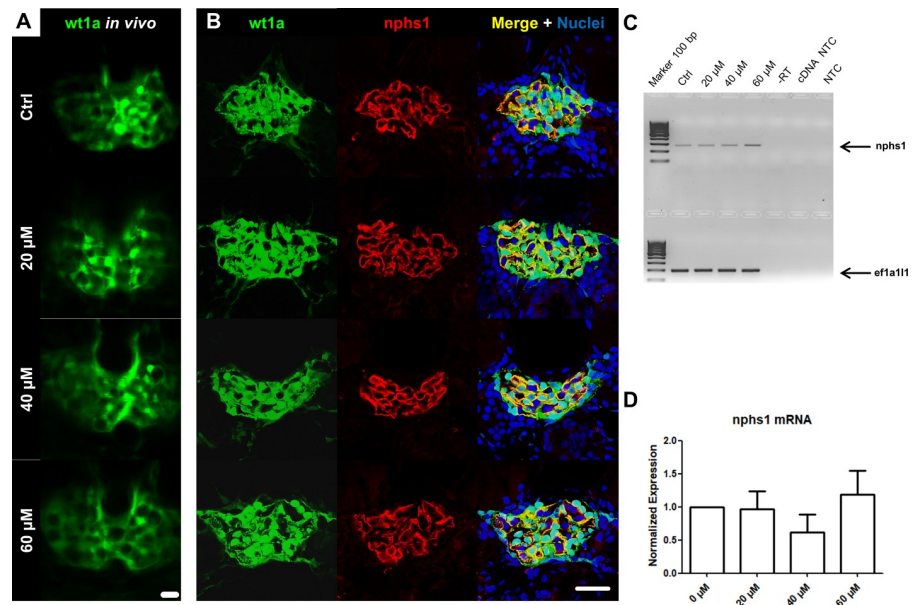 A
wt1a in vivo
Ctrl
20 µM
40 µM
60 µM
B
wt1a
nphs1
Merge + Nuclei
C
Marker 100 bp
Ctrl
20 µM
40 µM
60 µM
-RT
cDNA NTC
NTC
nphs1
ef1a1l1
D
nphs1 mRNA
Normalized Expression
2.0
1.5
1.0
0.5
0.0
0 µM
20 µM
40 µM
60 µM